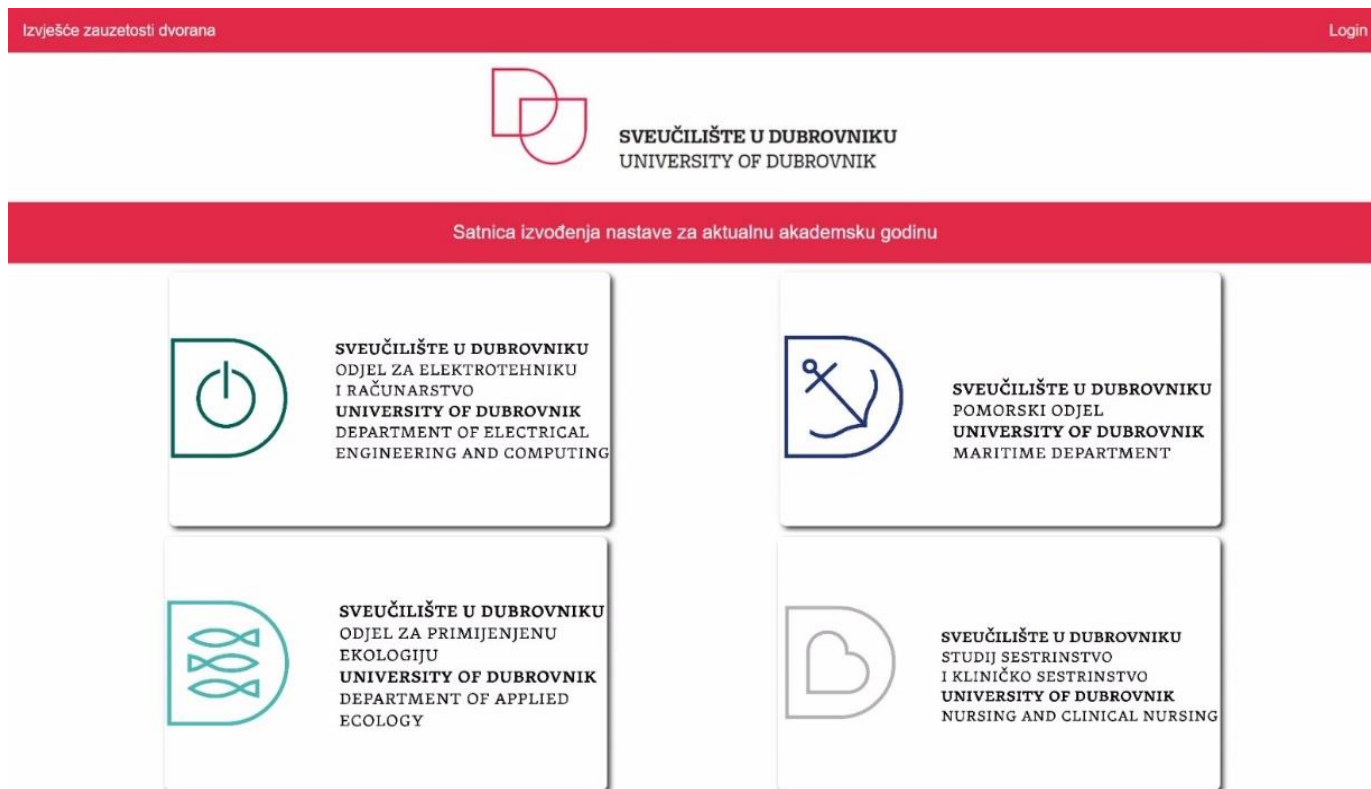 Izvješće zauzetosti dvorana
Login
SVEUČILIŠTE U DUBROVNIKU
UNIVERSITY OF DUBROVNIK
Satnica izvođenja nastave za aktualnu akademsku godinu
SVEUČILIŠTE U DUBROVNIKU
ODJEL ZA ELEKTROTEHNIKU
I RAČUNARSTVO
UNIVERSITY OF DUBROVNIK
DEPARTMENT OF ELECTRICAL
ENGINEERING AND COMPUTING
SVEUČILIŠTE U DUBROVNIKU
POMORSKI ODJEL
UNIVERSITY OF DUBROVNIK
MARITIME DEPARTMENT
SVEUČILIŠTE U DUBROVNIKU
ODJEL ZA PRIMIJENJENU
EKOLOGIJU
UNIVERSITY OF DUBROVNIK
DEPARTMENT OF APPLIED
ECOLOGY
SVEUČILIŠTE U DUBROVNIKU
STUDIJ SESTRINSTVO
I KLINIČKO SESTRINSTVO
UNIVERSITY OF DUBROVNIK
NURSING AND CLINICAL NURSING